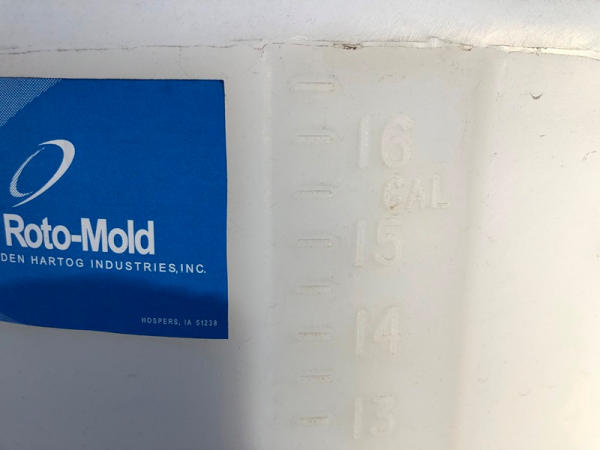 Roto-Mold
DEN HARTOG INDUSTRIES, INC.
HOSPERS, IA 51238
16
GAL
15
14
13